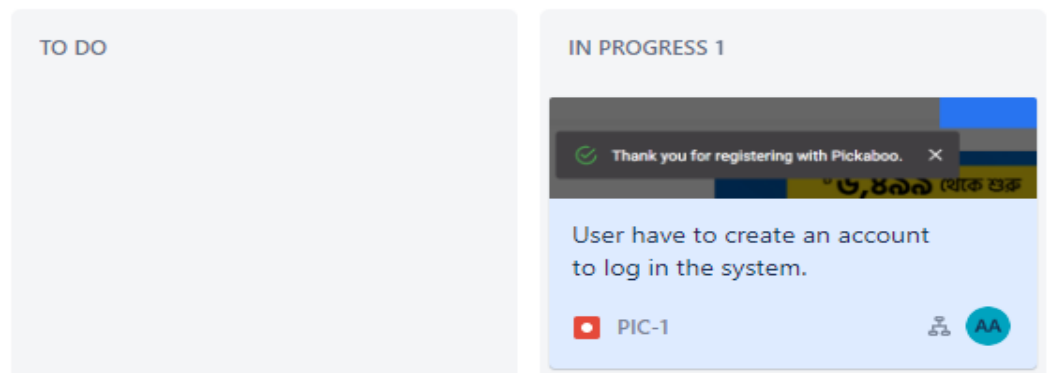 TO DO
IN PROGRESS 1
Thank you for registering with Pickaboo.
৬,৪৯৯ থেকে শুরু
User have to create an account
to log in the system.
PIC-1
AA